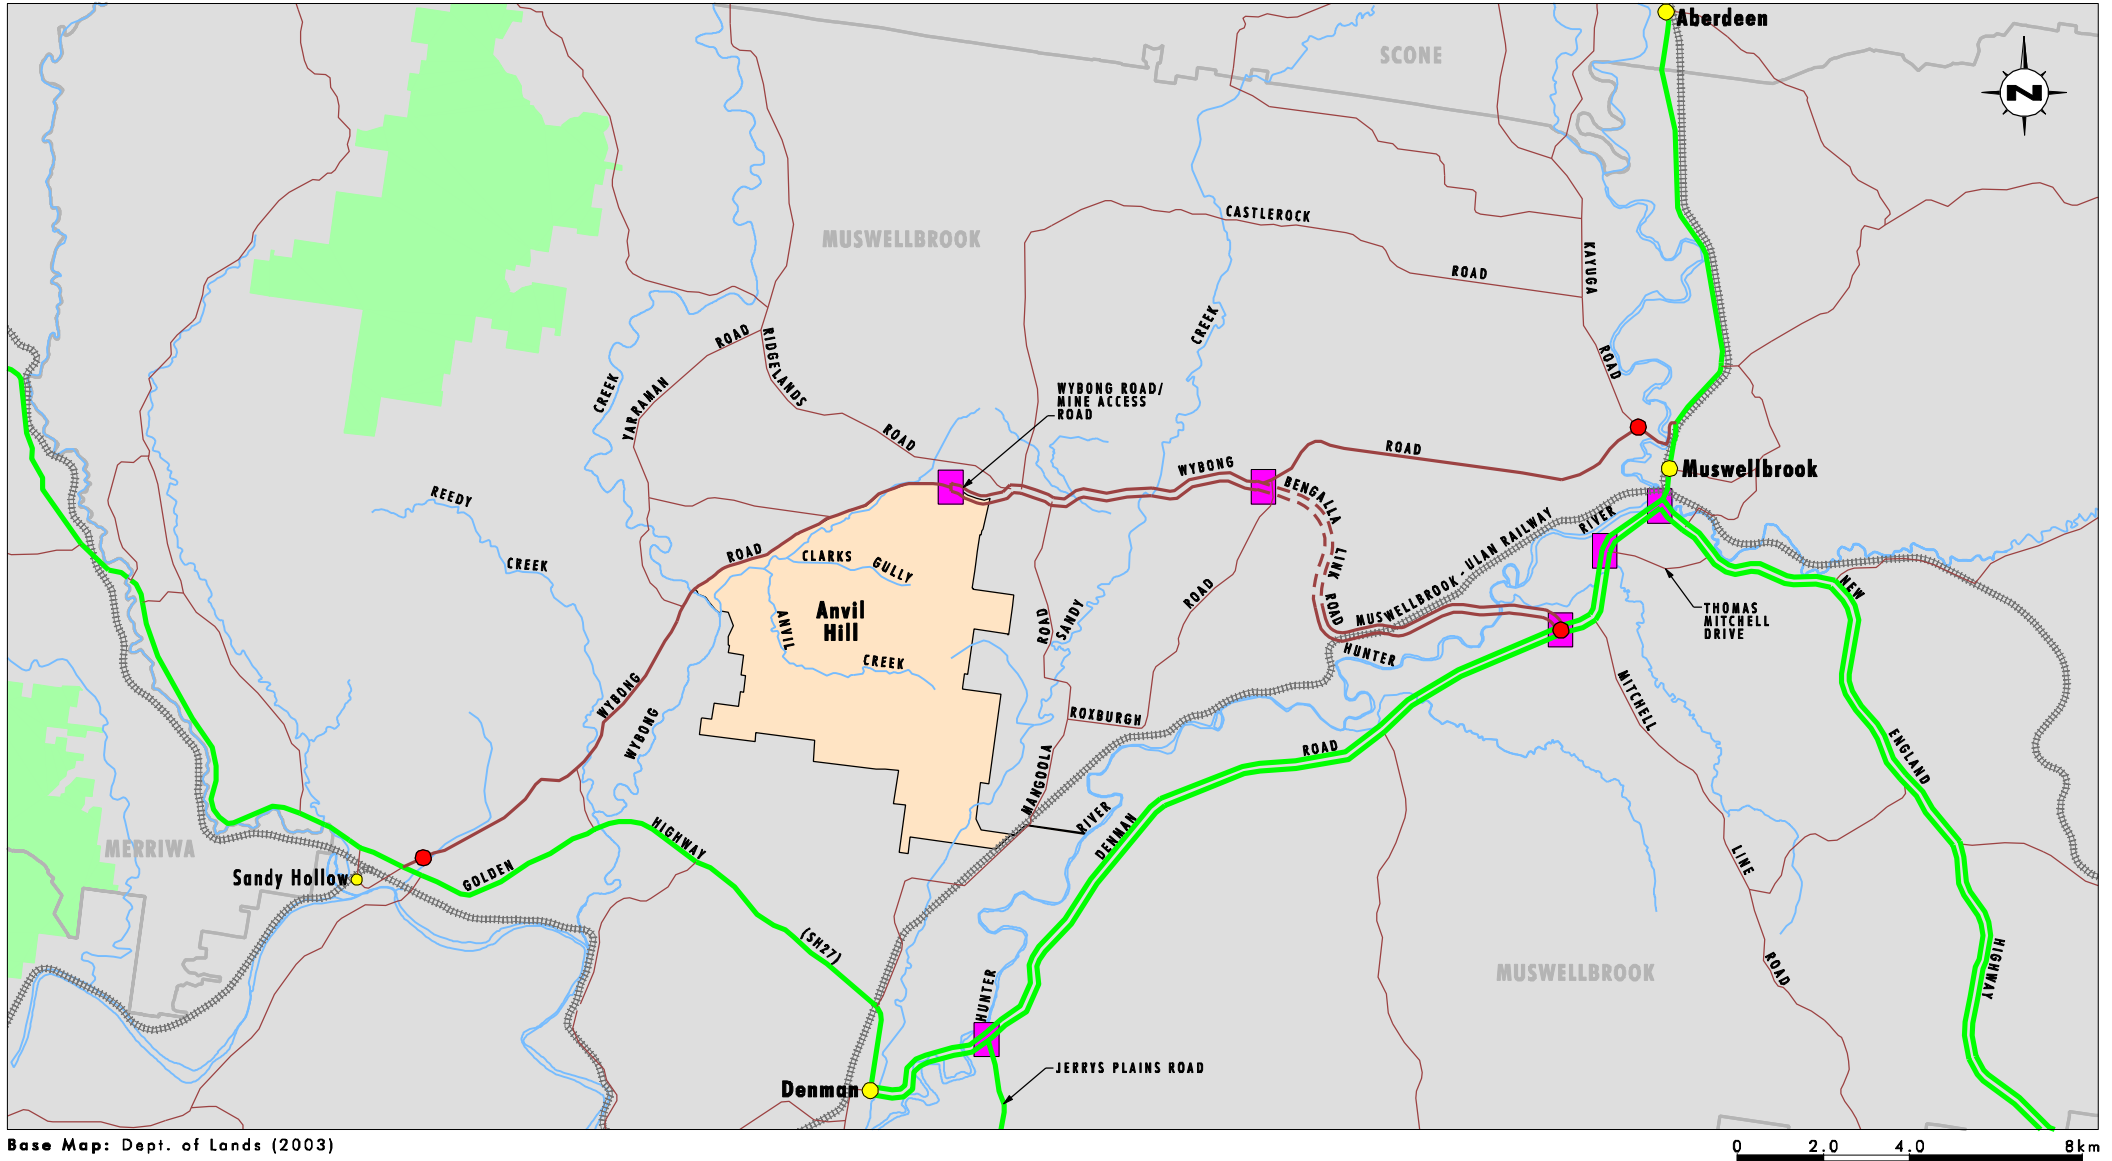 Aberdeen
SCONE
N
CASTLEROCK
MUSWELLBROOK
KAYUGA
ROAD
CREEK
ROAD
RIDGELANDS
ROAD
CREEK
YARRAMAN
WYBONG ROAD/
MINE ACCESS
ROAD
ROAD
WYBONG
ROAD
Muswellbrook
BENGALLA
LINK
ROAD
REEDY
CREEK
ROAD
CLARKS
GULLY
MUSWELLBROOK - ULAN RAILWAY
RIVER
Anvil
Hill
ANVIL
CREEK
ROAD
SANDY
ROAD
NEW
THOMAS
MITCHELL
DRIVE
HUNTER
WYBONG
WYBONG
ROXBURGH
MITCHELL
ROAD
ENGLAND
MANGOOLA
RIVER
DENMAN
HIGHWAY
GOLDEN
MERRIWA
Sandy Hollow
LINE
(SH27)
HUNTER
MUSWELLBROOK
ROAD
HIGHWAY
JERRYS PLAINS ROAD
Denman
Base Map: Dept. of Lands (2003)
0 2.0 4.0 8km